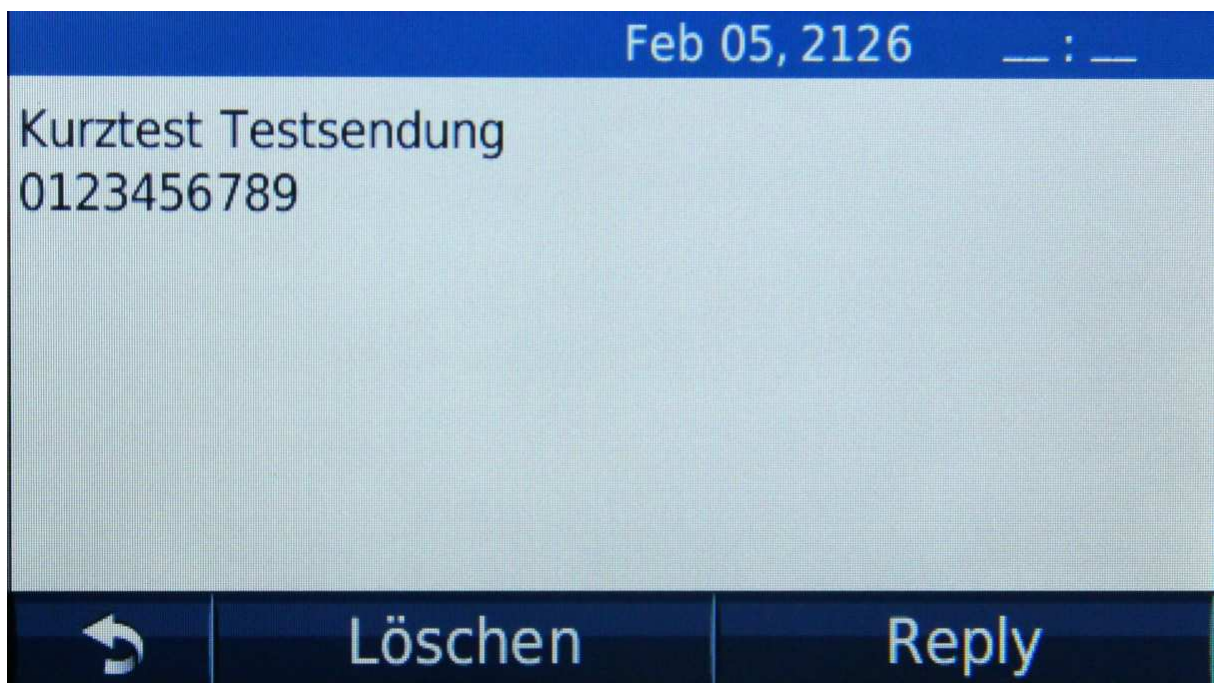 Feb 05, 2126 __:__
Kurztest Testsendung
0123456789
Löschen Reply